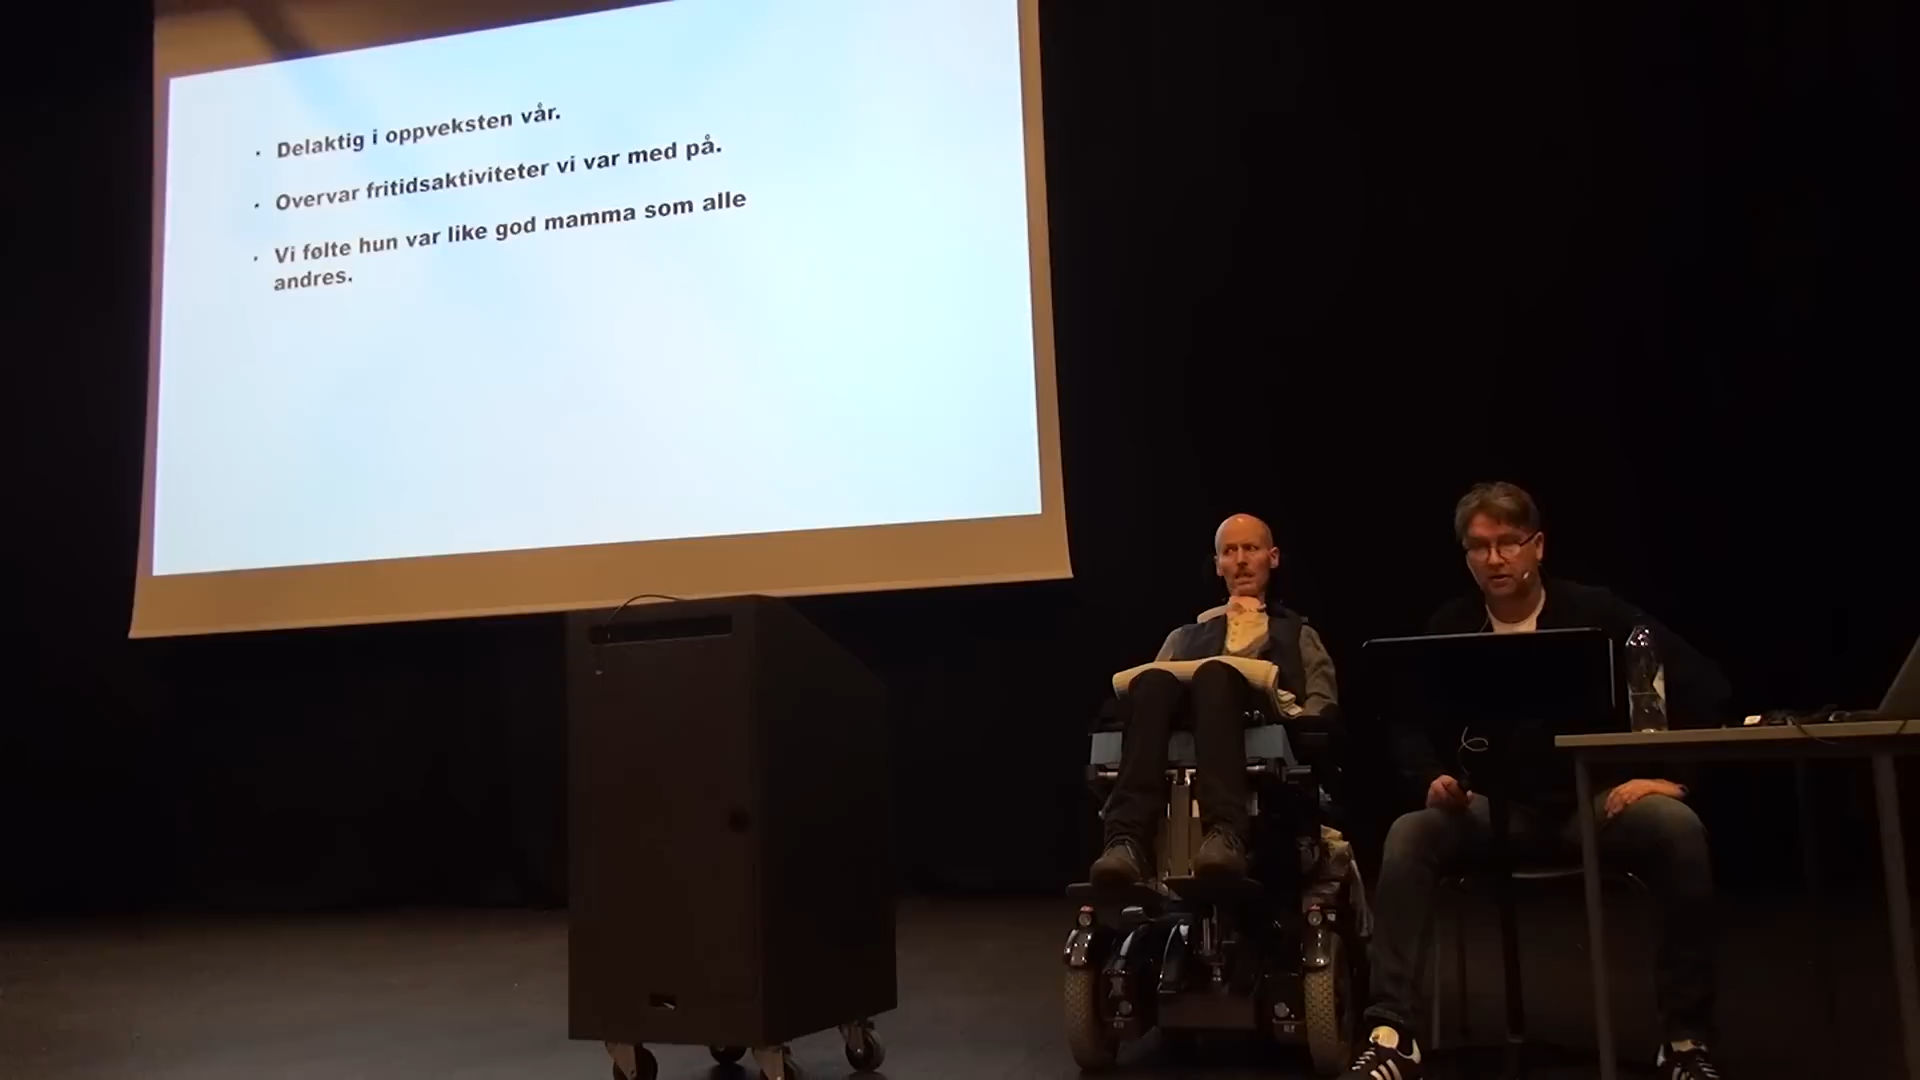 · Delaktig i oppveksten vår.
· Overvar fritidsaktiviteter vi var med på.
· Vi følte hun var like god mamma som alle
andres.